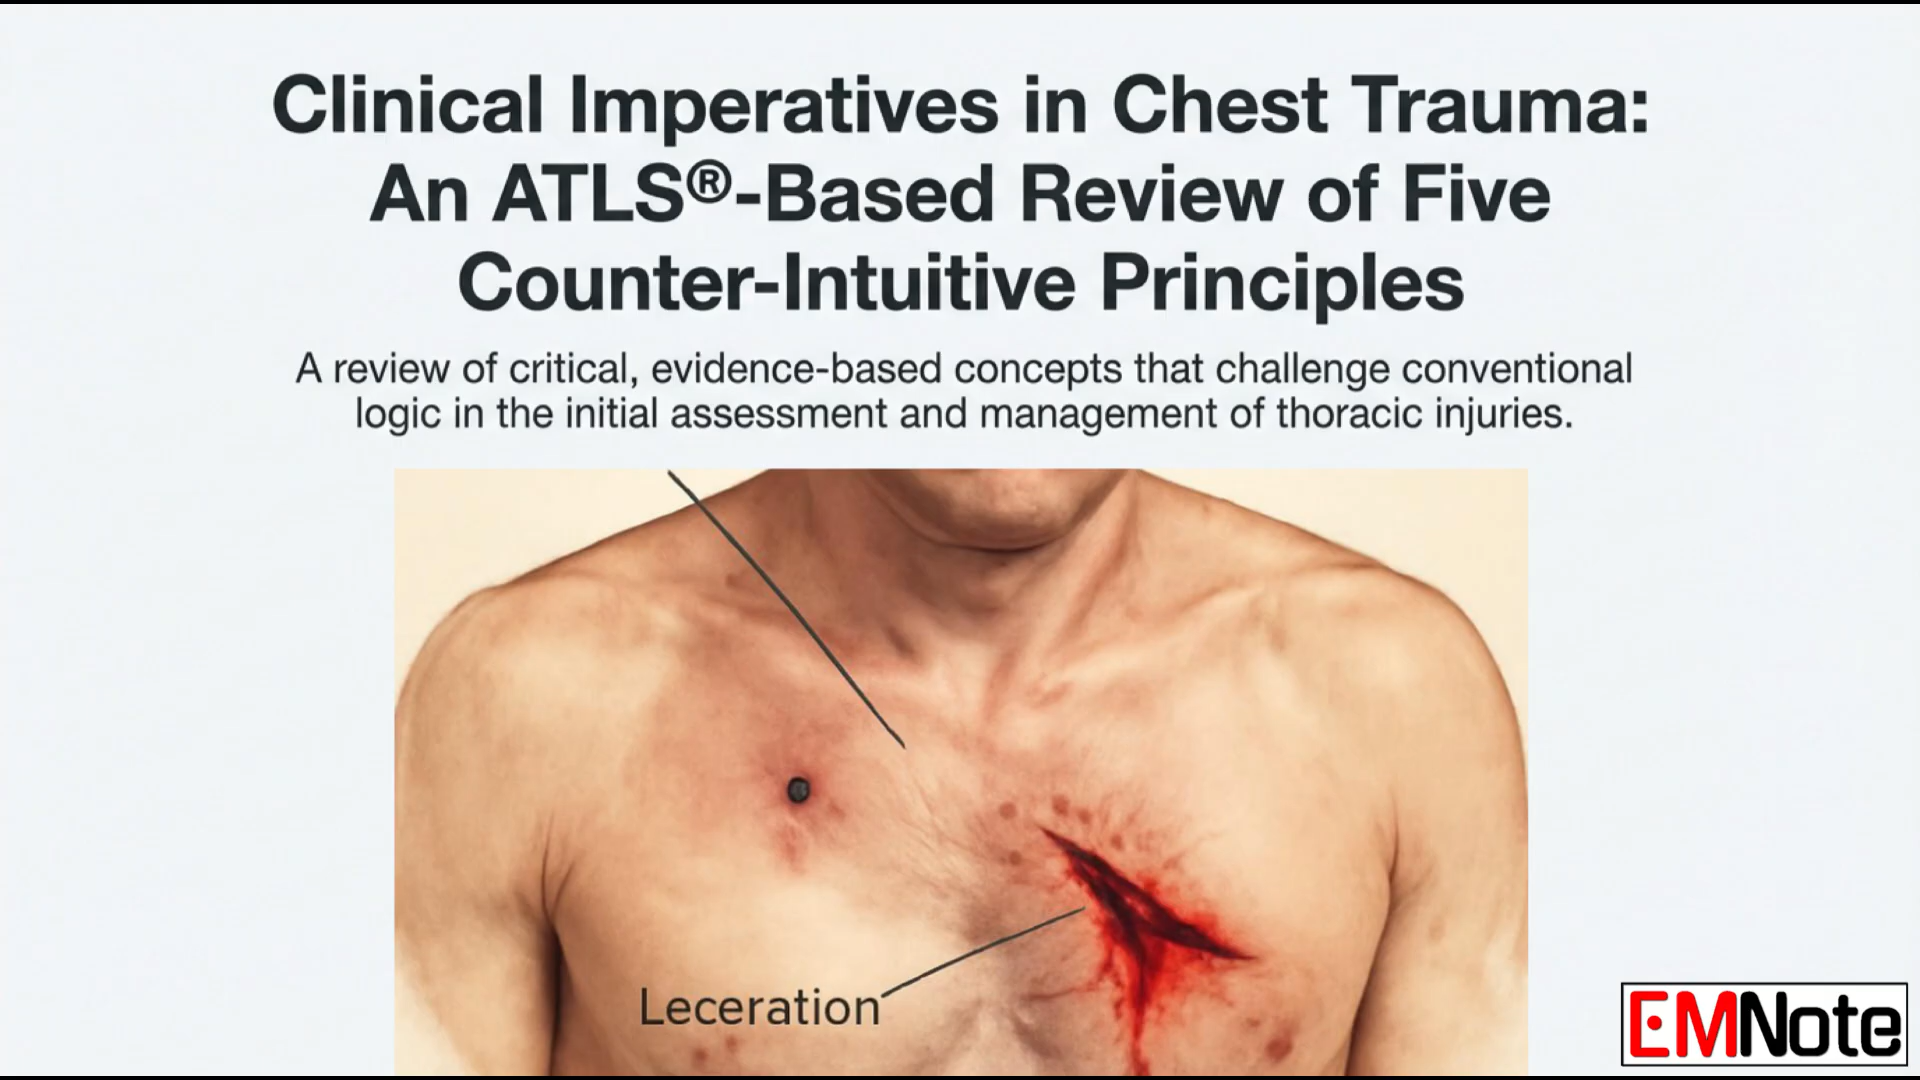 Clinical Imperatives in Chest Trauma:
An ATLS®-Based Review of Five
Counter-Intuitive Principles
A review of critical, evidence-based concepts that challenge conventional
logic in the initial assessment and management of thoracic injuries.
Leceration
EMNote